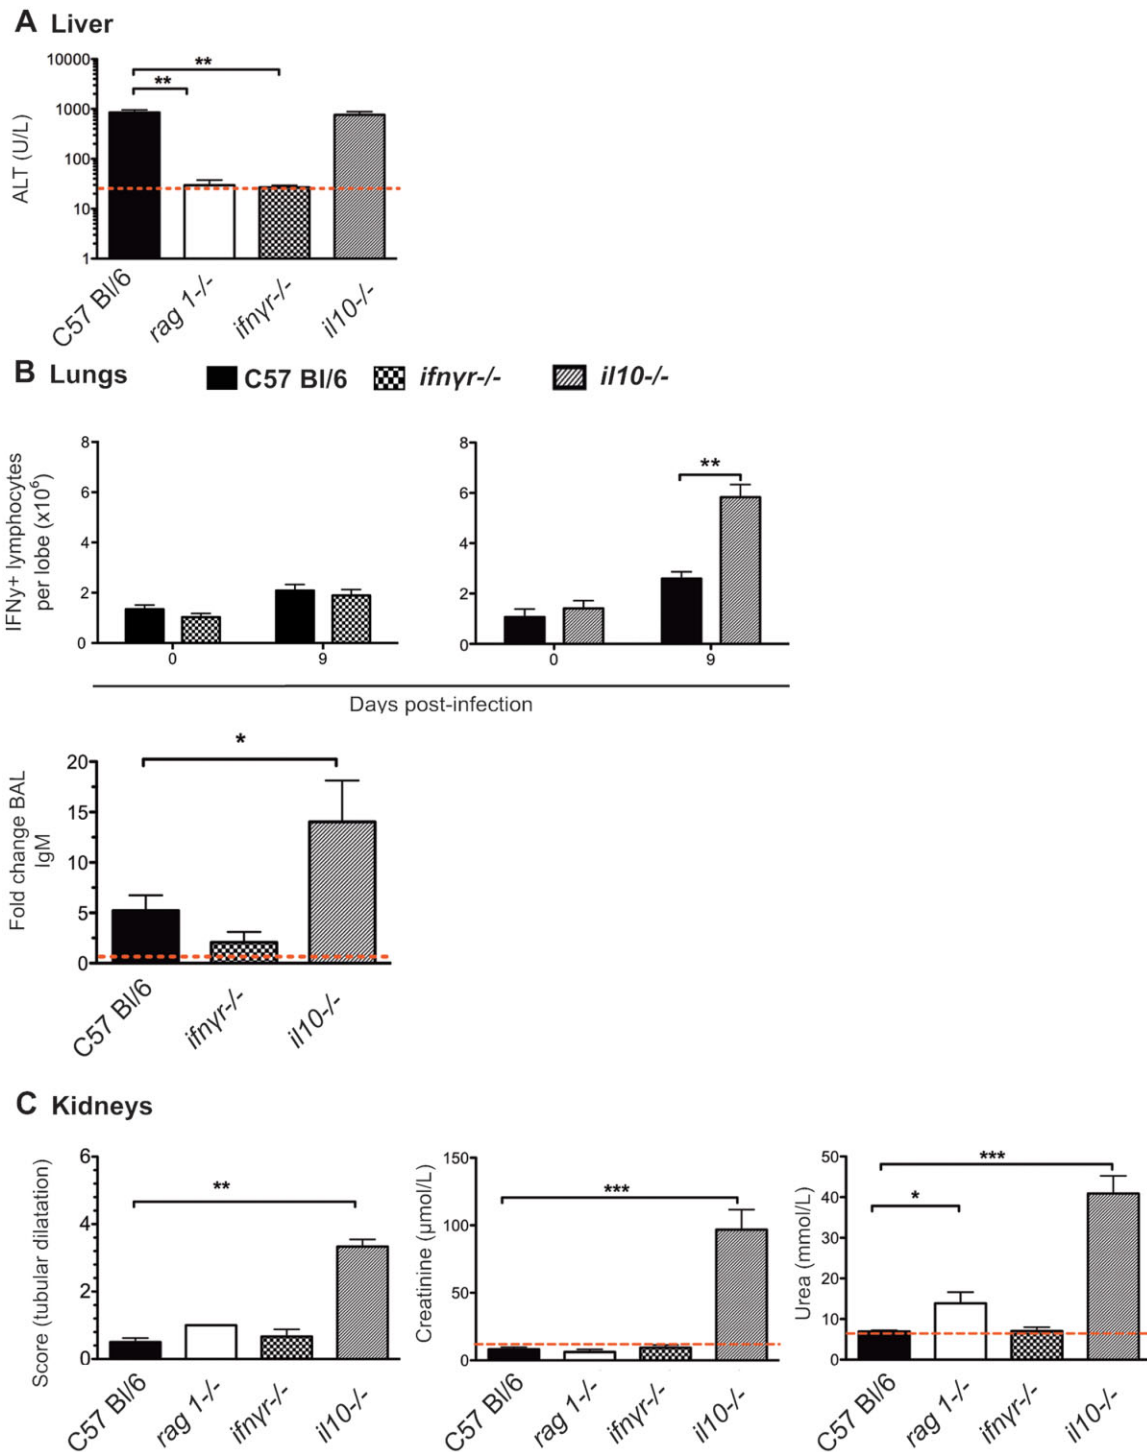 A Liver
10000
1000
100
10
1
ALT (U/L)
**
**
C57 Bl/6
rag 1-/-
ifnγr-/-
il10-/-
B Lungs
C57 Bl/6
ifnγr-/-
il10-/-
IFNγ+ lymphocytes
per lobe (x10⁶)
8
6
4
2
0
0
9
8
6
4
2
0
**
0
9
Days post-infection
Fold change BAL
IgM
20
15
10
5
0
*
C57 Bl/6
ifnγr-/-
il10-/-
C Kidneys
Score (tubular dilatation)
6
4
2
0
**
C57 Bl/6
rag 1-/-
ifnγr-/-
il10-/-
Creatinine (µmol/L)
150
100
50
0
***
C57 Bl/6
rag 1-/-
ifnγr-/-
il10-/-
Urea (mmol/L)
50
40
30
20
10
0
***
*
C57 Bl/6
rag 1-/-
ifnγr-/-
il10-/-